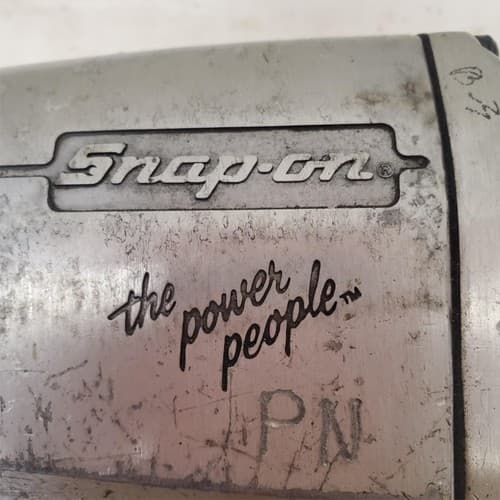 Snap-on®
the power
people™
PN